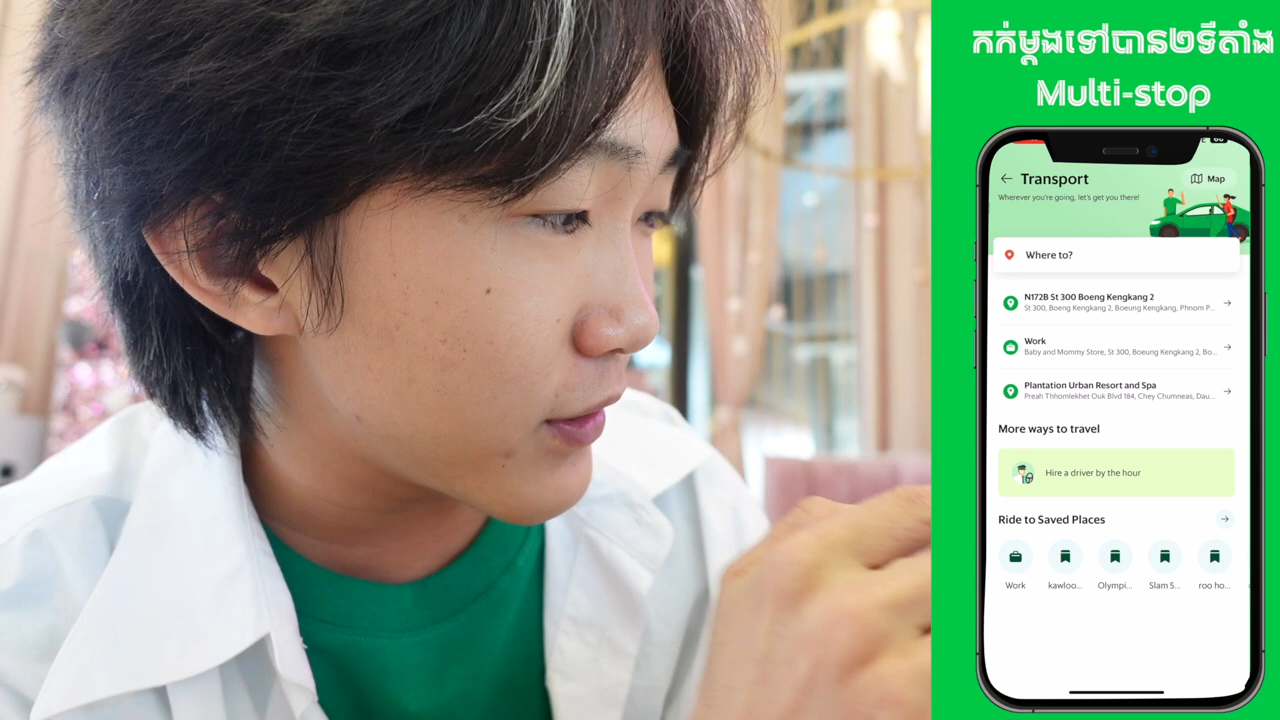 កក់ម្ដងទៅបាន២ទីតាំង
Multi-stop
Transport
Map
Wherever you're going, let's get you there!
Where to?
N172B St 300 Boeng Kengkang 2
St 300, Boeng Kengkang 2, Boeung Kengkang, Phnom P...
Work
Baby and Mommy Store, St 300, Boeung Kengkang 2, Bo...
Plantation Urban Resort and Spa
Preah Thhomlekhet Ouk Blvd 184, Chey Chumneas, Dau...
More ways to travel
Hire a driver by the hour
Ride to Saved Places
Work
kawloo...
Olympi...
Slam S...
roo ho...